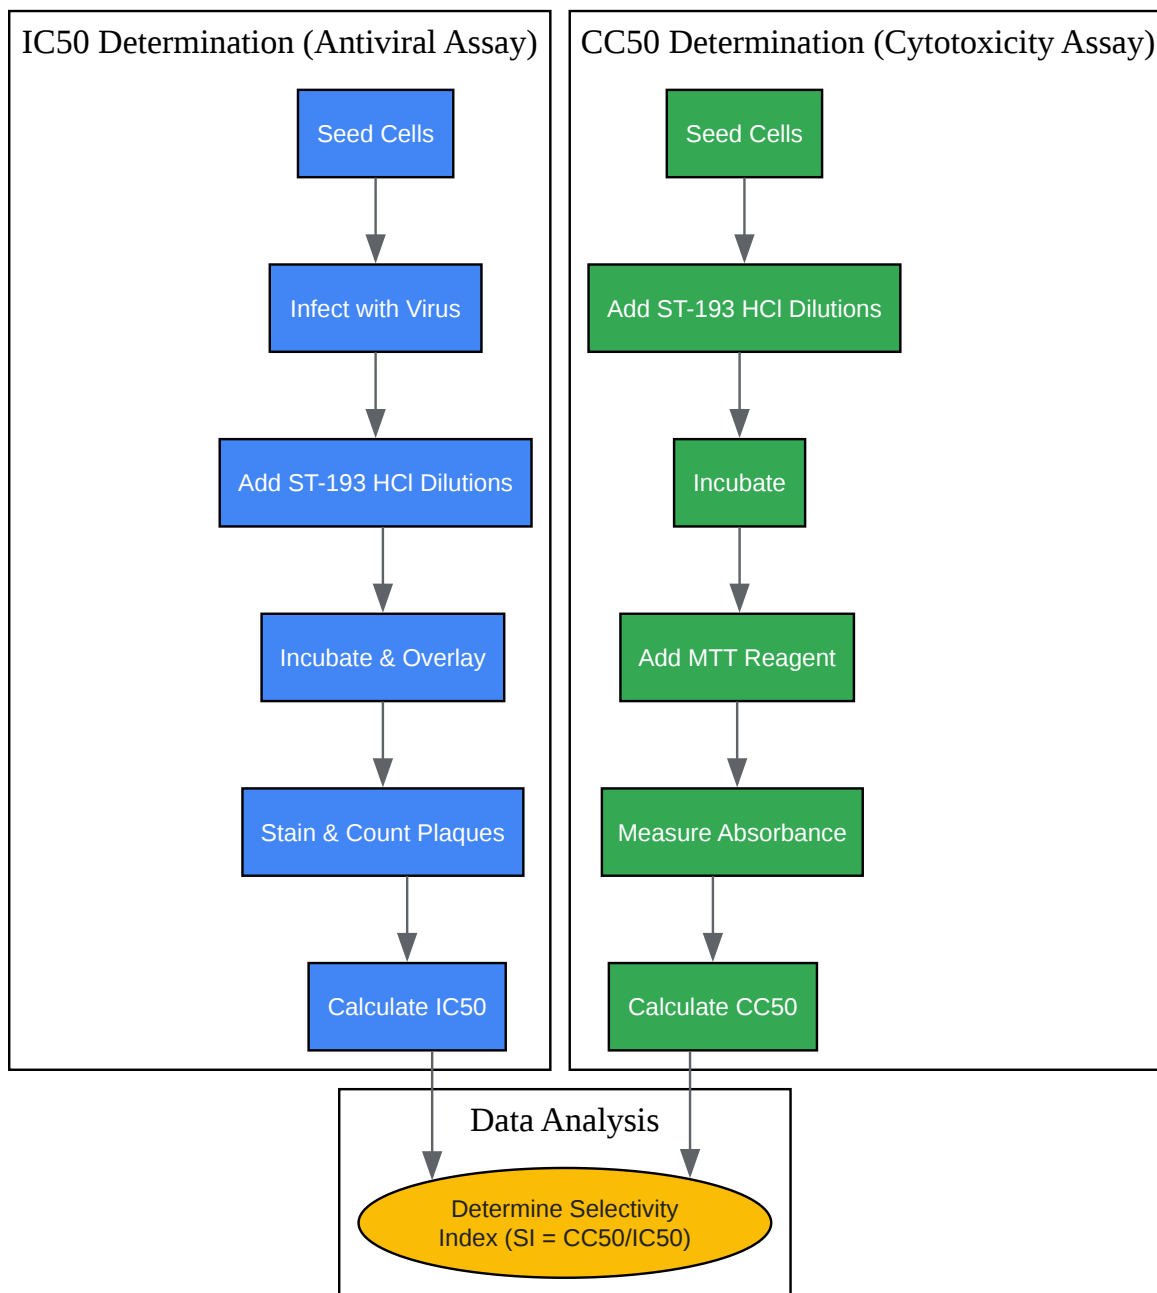 IC50 Determination (Antiviral Assay)
Seed Cells
Infect with Virus
Add ST-193 HCl Dilutions
Incubate & Overlay
Stain & Count Plaques
Calculate IC50
CC50 Determination (Cytotoxicity Assay)
Seed Cells
Add ST-193 HCl Dilutions
Incubate
Add MTT Reagent
Measure Absorbance
Calculate CC50
Data Analysis
Determine Selectivity
Index (SI = CC50/IC50)